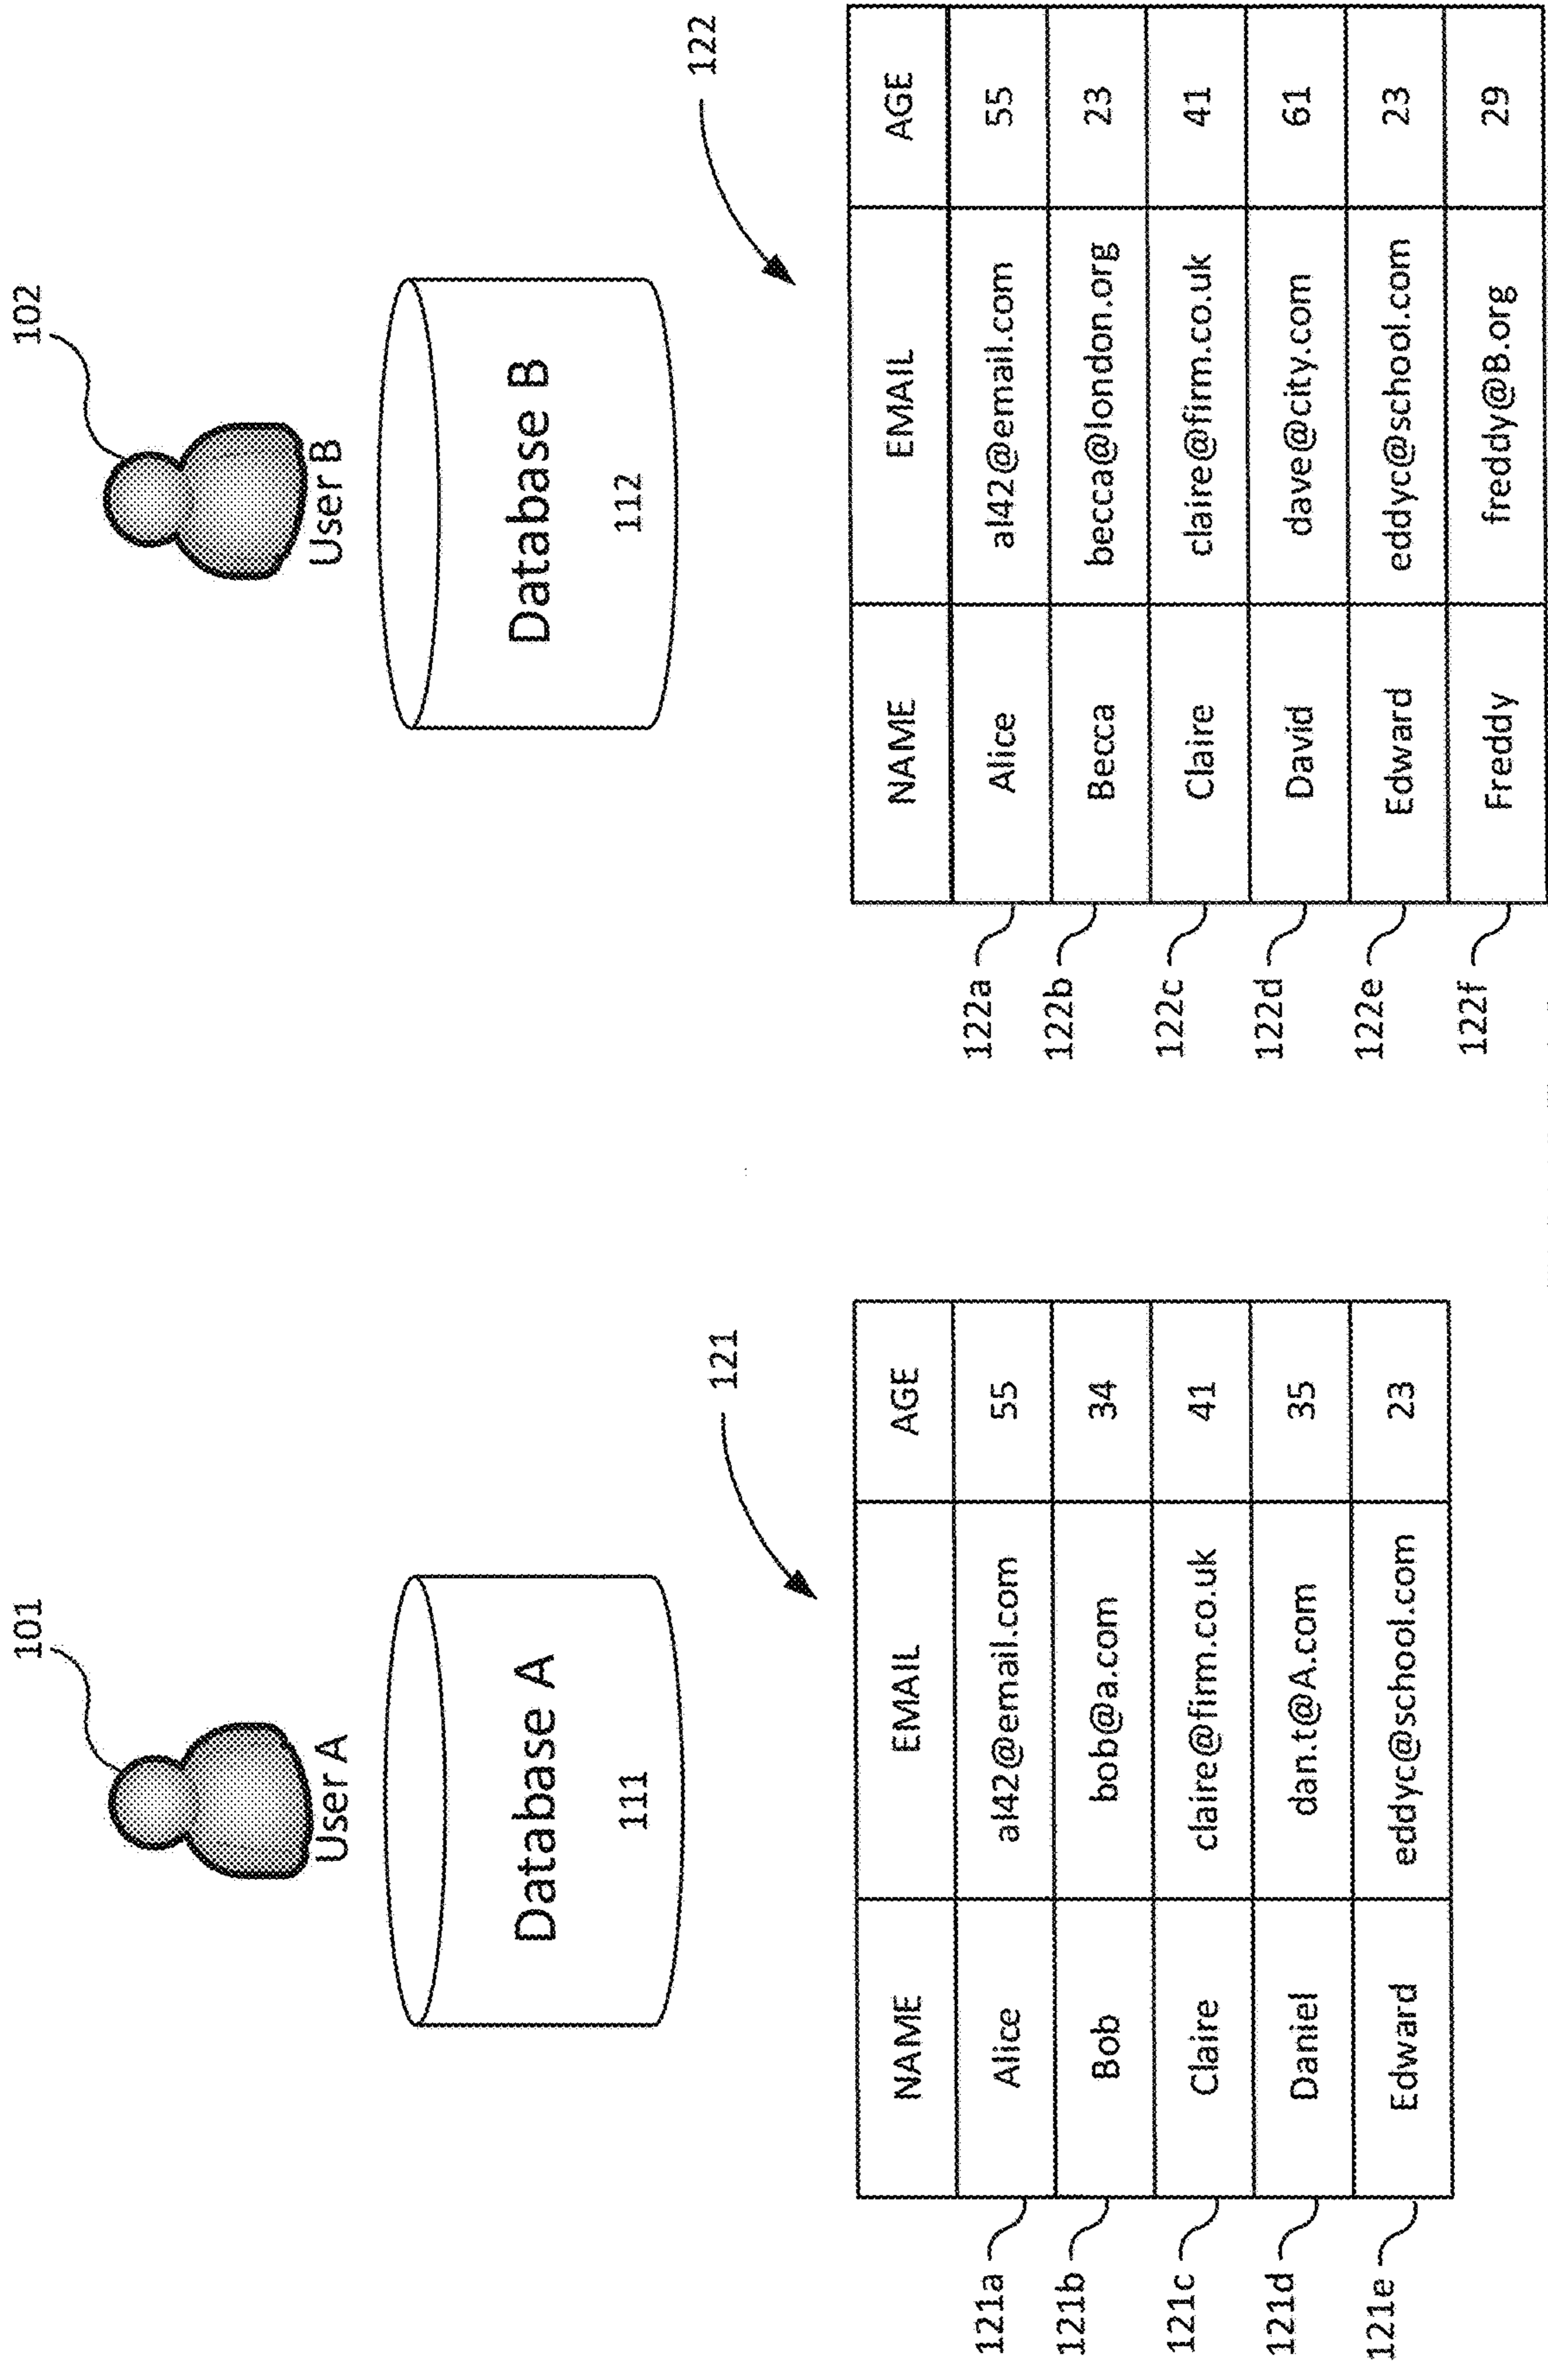 101
User A
Database A
111
121
NAME EMAIL AGE
121a Alice al42@email.com 55
121b Bob bob@a.com 34
121c Claire claire@firm.co.uk 41
121d Daniel dan.t@A.com 35
121e Edward eddyc@school.com 23
102
User B
Database B
112
122
NAME EMAIL AGE
122a Alice al42@email.com 55
122b Becca becca@london.org 23
122c Claire claire@firm.co.uk 41
122d David dave@city.com 61
122e Edward eddyc@school.com 23
122f Freddy freddy@B.org 29